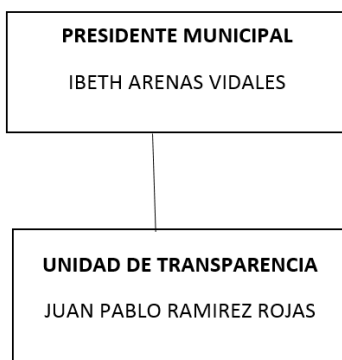 PRESIDENTE MUNICIPAL
IBETH ARENAS VIDALES
UNIDAD DE TRANSPARENCIA
JUAN PABLO RAMIREZ ROJAS